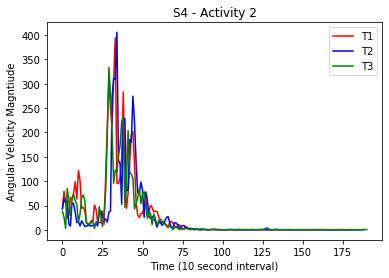 S4 - Activity 2
T1
T2
T3
400
350
300
250
200
150
100
50
0
Angular Velocity Magntiude
0 25 50 75 100 125 150 175
Time (10 second interval)